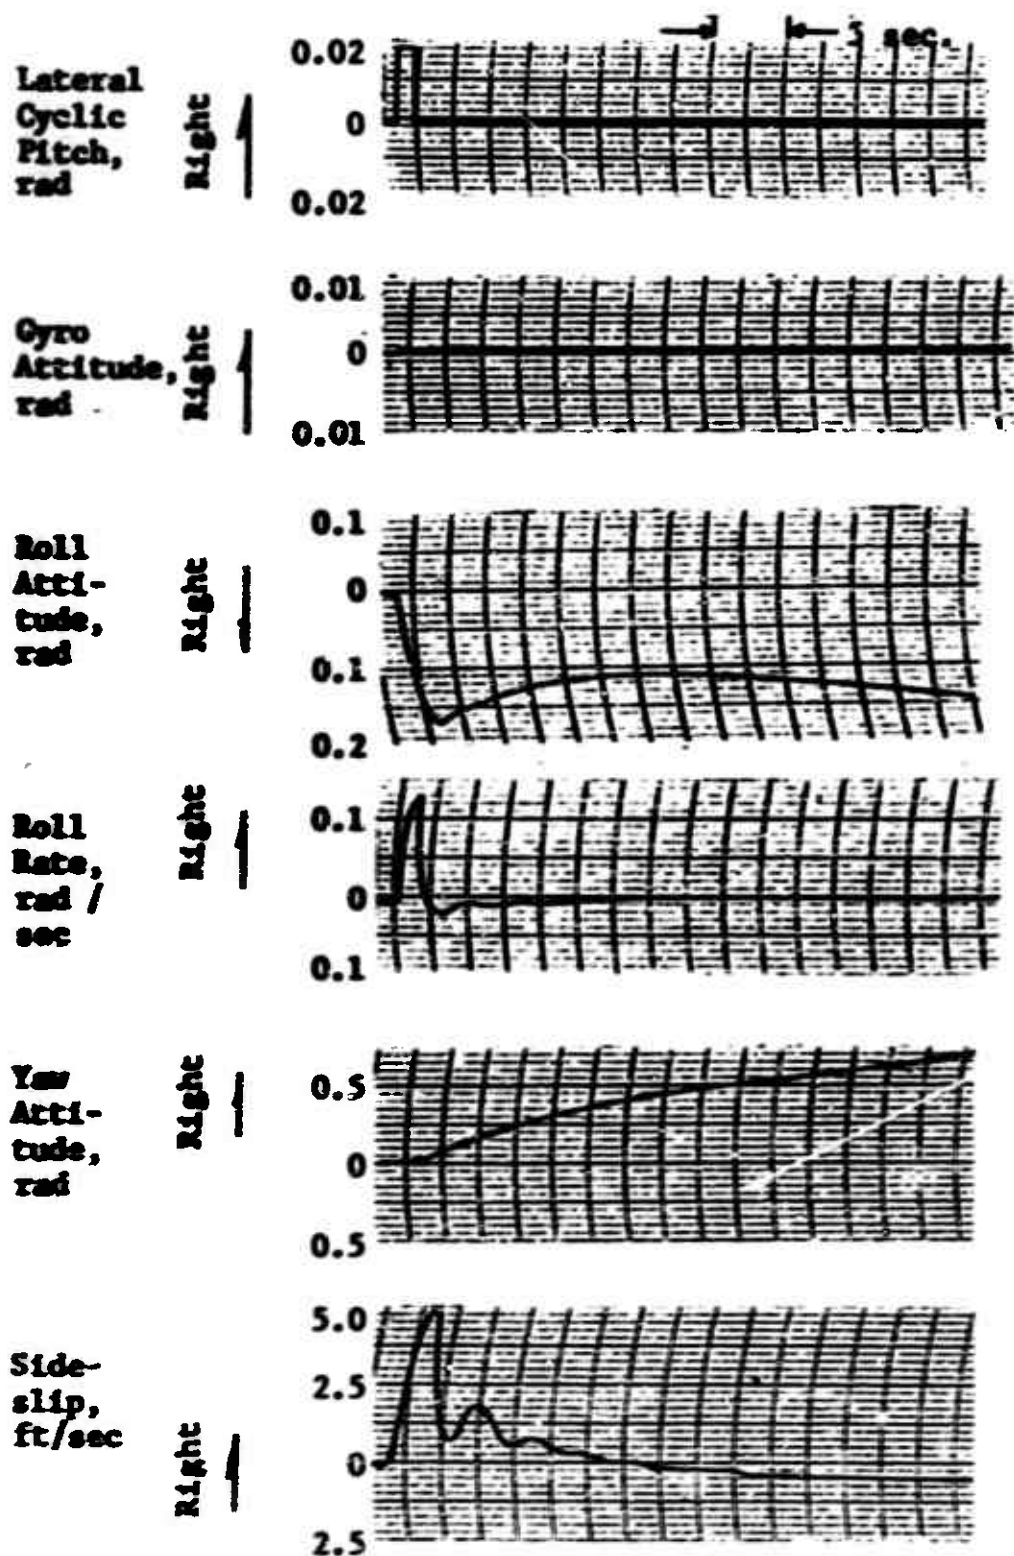 5 sec.
Lateral
Cyclic
Pitch,
rad
Right
0.02
0
0.02
Gyro
Attitude,
rad
Right
0.01
0
0.01
Roll
Atti-
tude,
rad
Right
0.1
0
0.1
0.2
Roll
Rate,
rad /
sec
Right
0.1
0
0.1
Yaw
Atti-
tude,
rad
Right
0.5
0
0.5
Side-
slip,
ft/sec
Right
5.0
2.5
0
2.5